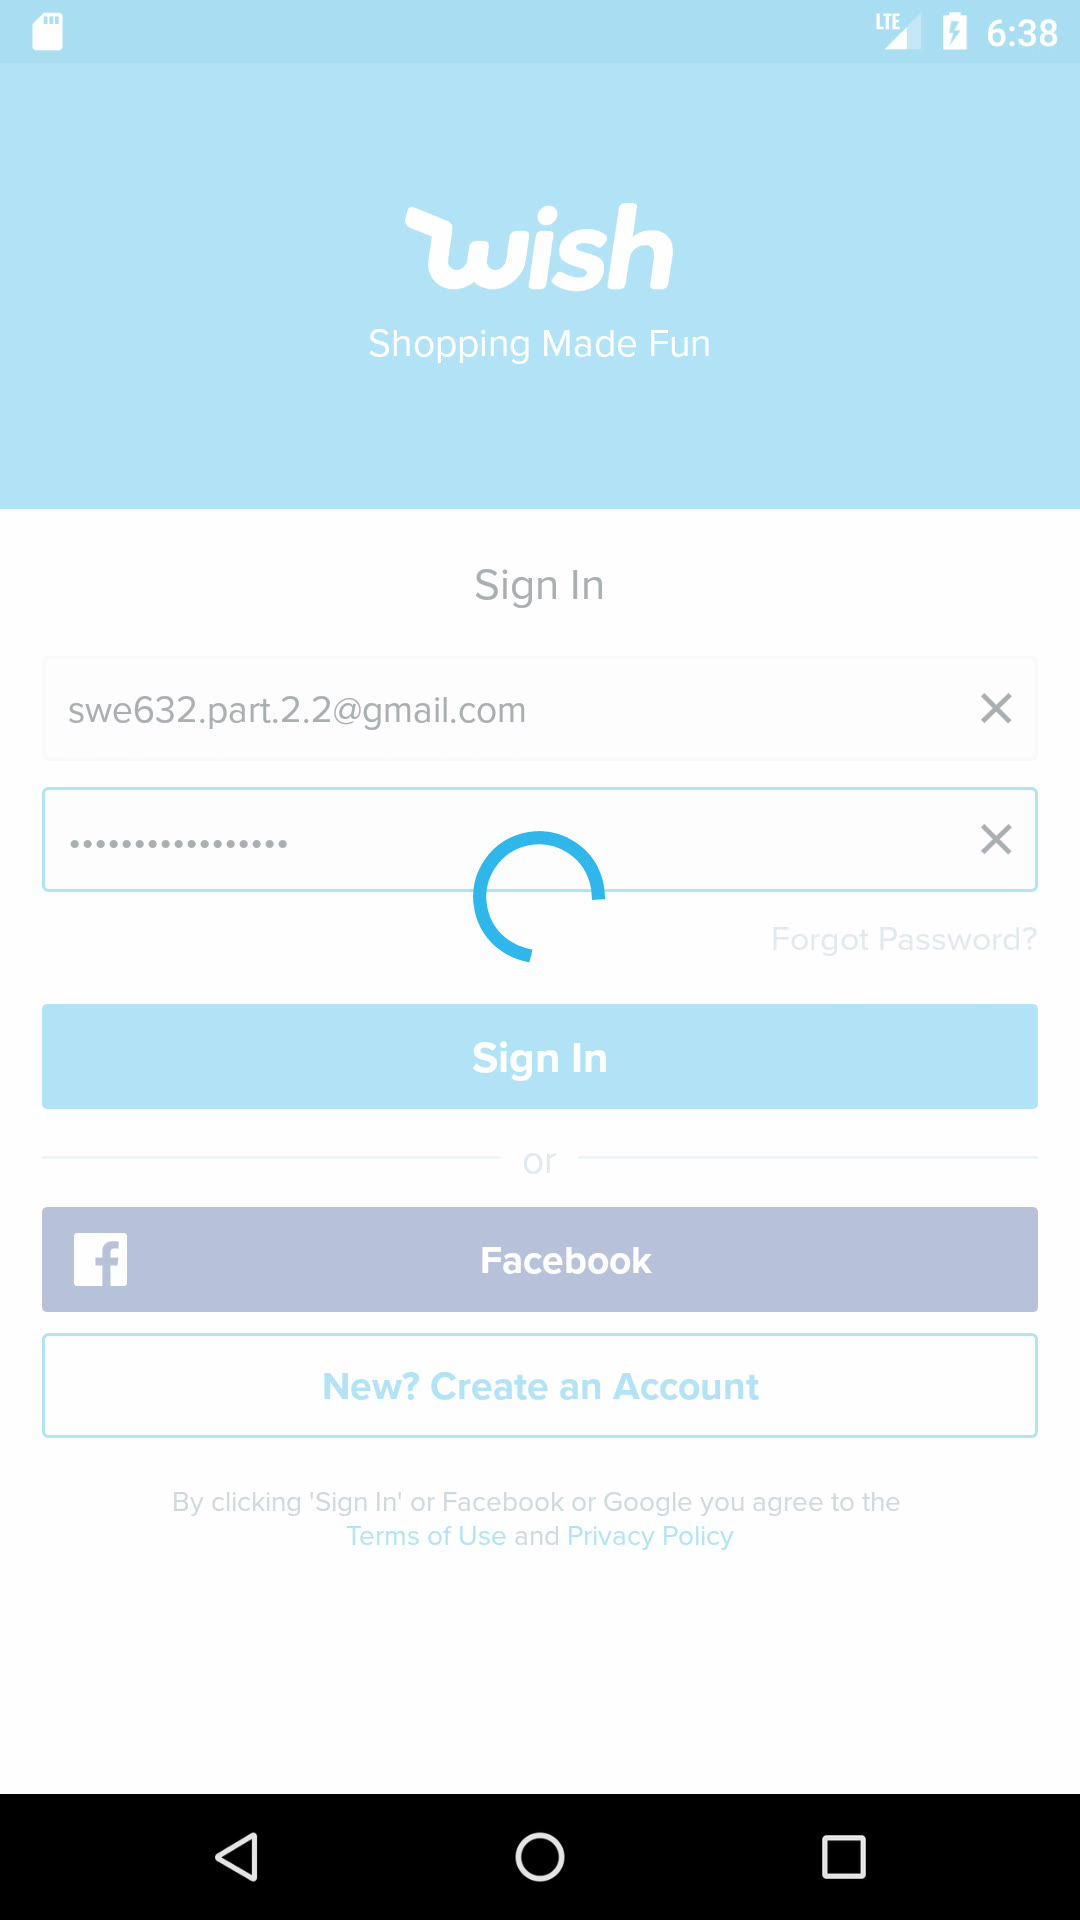 LTE 6:38
wish
Shopping Made Fun
Sign In
swe632.part.2.2@gmail.com
•••••••••••••••••
Forgot Password?
Sign In
or
Facebook
New? Create an Account
By clicking 'Sign In' or Facebook or Google you agree to the
Terms of Use and Privacy Policy